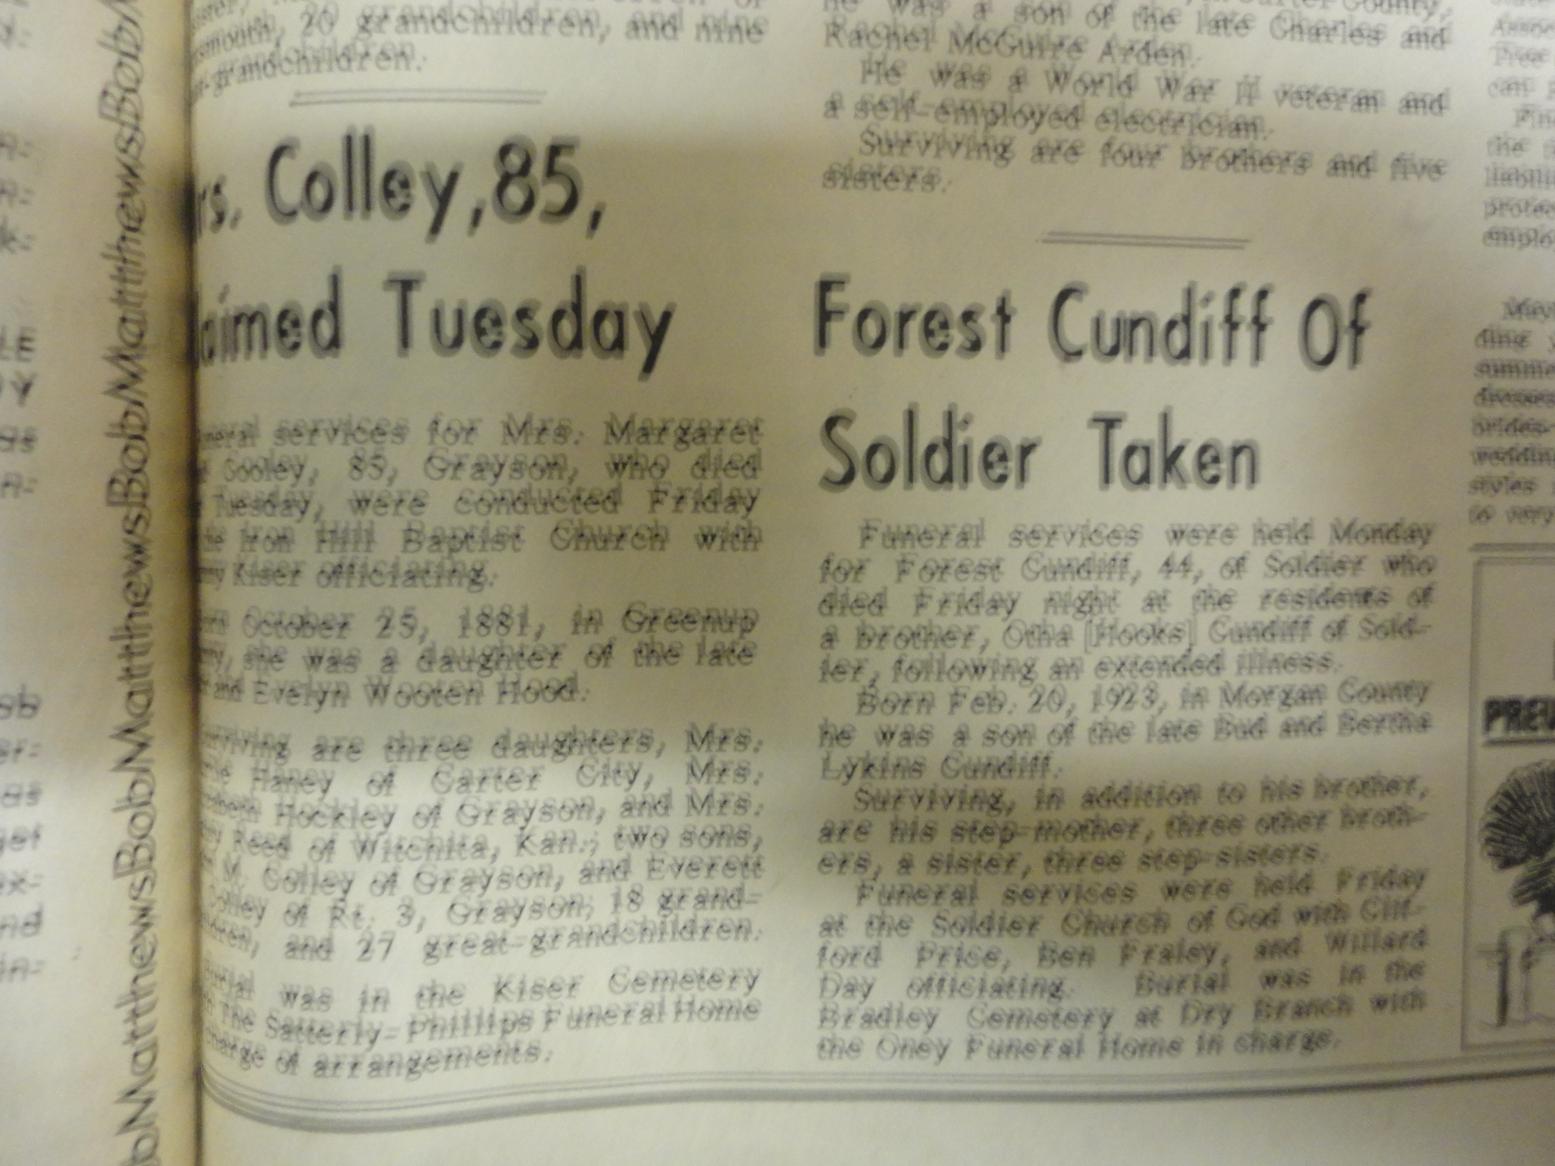 smouth, 20 grandchildren, and nine
grandchildren.
rs. Colley, 85,
laimed Tuesday
services for Mrs. Margaret
Cooley, 85, Grayson, who died
Tuesday, were conducted Friday
Iron Hill Baptist Church with
Kiser officiating.
October 25, 1881, in Greenup
she was a daughter of the late
and Evelyn Wooten Hood.
are three daughters, Mrs.
Haney of Carter City, Mrs.
Hockley of Grayson, and Mrs.
Reed of Witchita, Kan.; two sons,
M. Colley of Grayson, and Everett
Colley of Rt. 3, Grayson; 18 grand-
and 27 great-grandchildren.
was in the Kiser Cemetery
The Satterly-Phillips Funeral Home
charge of arrangements.
he was a son of the late Charles and
Rachel McGuire Arden.
He was a World War II veteran and
a self-employed electrician.
Surviving are four brothers and five
sisters.
Forest Cundiff Of
Soldier Taken
Funeral services were held Monday
for Forest Cundiff, 44, of Soldier who
died Friday night at the residents of
a brother, Otha [Hooks] Cundiff of Sold-
ier, following an extended illness.
Born Feb. 20, 1923, in Morgan County
he was a son of the late Bud and Bertha
Lykins Cundiff.
Surviving, in addition to his brother,
are his step-mother, three other broth-
ers, a sister, three step-sisters.
Funeral services were held Friday
at the Soldier Church of God with Clif-
ford Price, Ben Fraley, and Willard
Day officiating. Burial was in the
Bradley Cemetery at Dry Branch with
the Oney Funeral Home in charge.
BobMatthewsBobMatthewsBobMatthewsBobMatthews